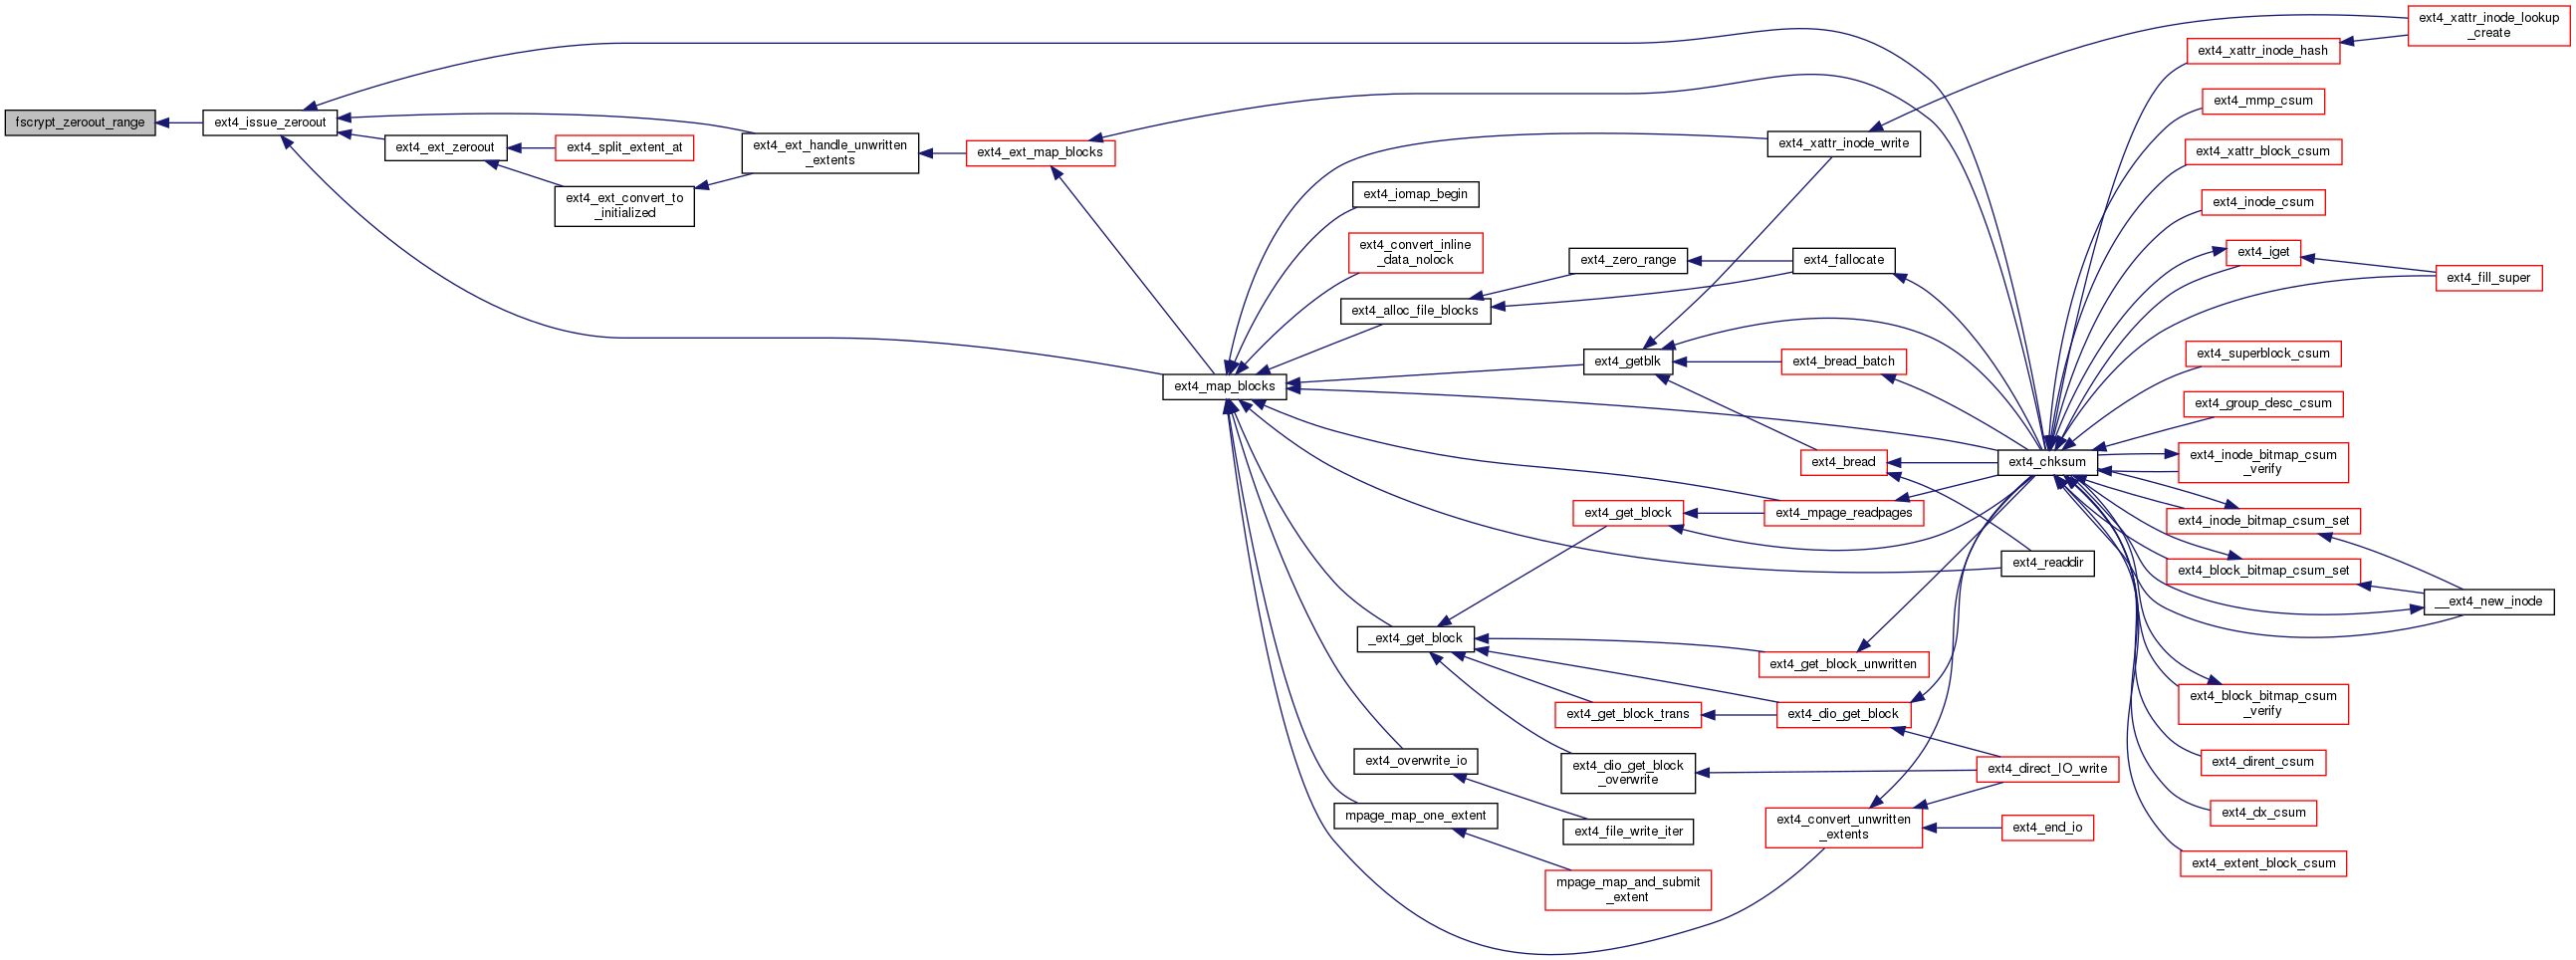 fscrypt_zeroout_range
ext4_issue_zeroout
ext4_ext_zeroout
ext4_split_extent_at
ext4_ext_convert_to
_initialized
ext4_ext_handle_unwritten
_extents
ext4_ext_map_blocks
ext4_map_blocks
ext4_xattr_inode_write
ext4_iomap_begin
ext4_convert_inline
_data_nolock
ext4_alloc_file_blocks
ext4_zero_range
ext4_fallocate
ext4_getblk
ext4_bread_batch
ext4_bread
ext4_get_block
ext4_mpage_readpages
ext4_readdir
_ext4_get_block
ext4_get_block_unwritten
ext4_get_block_trans
ext4_dio_get_block
ext4_dio_get_block
_overwrite
ext4_direct_IO_write
ext4_overwrite_io
ext4_file_write_iter
mpage_map_one_extent
mpage_map_and_submit
_extent
ext4_convert_unwritten
_extents
ext4_end_io
ext4_chksum
ext4_xattr_inode_lookup
_create
ext4_xattr_inode_hash
ext4_mmp_csum
ext4_xattr_block_csum
ext4_inode_csum
ext4_iget
ext4_fill_super
ext4_superblock_csum
ext4_group_desc_csum
ext4_inode_bitmap_csum
_verify
ext4_inode_bitmap_csum_set
ext4_block_bitmap_csum_set
__ext4_new_inode
ext4_block_bitmap_csum
_verify
ext4_dirent_csum
ext4_dx_csum
ext4_extent_block_csum